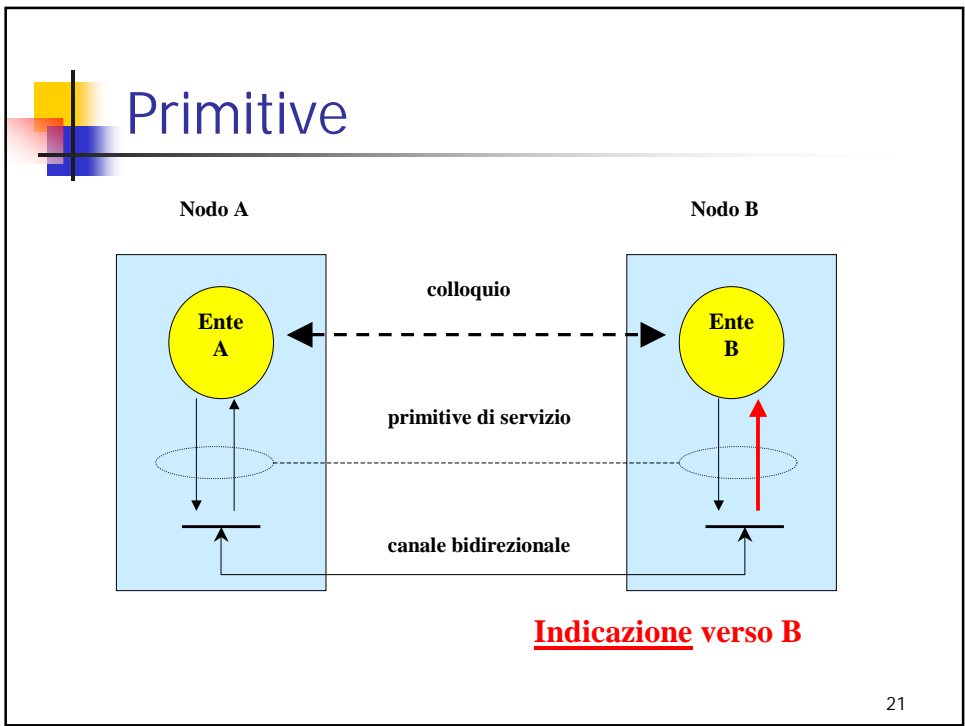 Primitive
Nodo A
Nodo B
colloquio
Ente
A
Ente
B
primitive di servizio
canale bidirezionale
Indicazione verso B
21